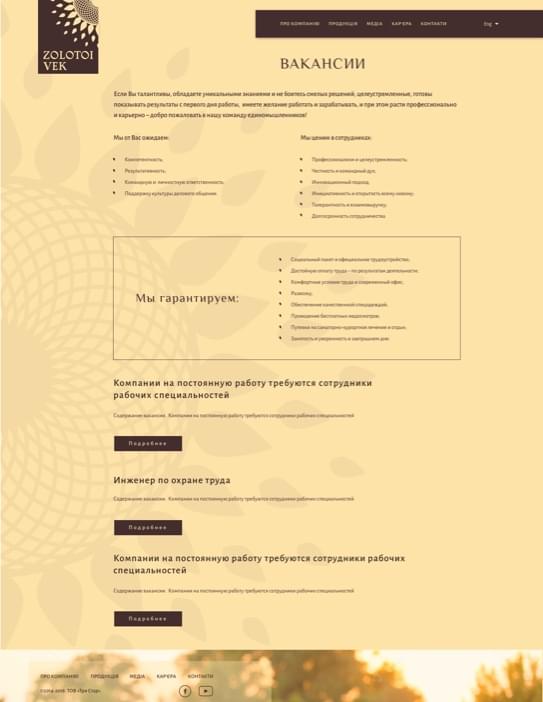 ZOLOTOI
VEK
ПРО КОМПАНІЮ ПРОДУКЦІЯ МЕДІА КАР'ЄРА КОНТАКТИ Eng
ВАКАНСИИ
Если Вы талантливы, обладаете уникальными знаниями и не боитесь смелых решений, целеустремленные, готовы
показывать результаты с первого дня работы, имеете желание работать и зарабатывать, и при этом расти профессионально
и карьерно – добро пожаловать в нашу команду единомышленников!
Мы от Вас ожидаем:
Компетентность,
Результативность,
Командную и личностную ответственность,
Поддержку культуры делового общения.
Мы ценим в сотрудниках:
Профессионализм и целеустремленность,
Честность и командный дух,
Инновационный подход,
Инициативность и открытость всему новому,
Толерантность и взаимовыручку,
Долгосрочность сотрудничества
Мы гарантируем:
Социальный пакет и официальное трудоустройство,
Достойную оплату труда – по результатам деятельности,
Комфортные условия труда и современный офис,
Развозку,
Обеспечение качественной спецодеждой,
Проведение бесплатных медосмотров,
Путевки на санаторно-курортное лечение и отдых,
Занятость и уверенность в завтрашнем дне
Компании на постоянную работу требуются сотрудники
рабочих специальностей
Содержание вакансии. Компании на постоянную работу требуются сотрудники рабочих специальностей
Подробнее
Инженер по охране труда
Содержание вакансии. Компании на постоянную работу требуются сотрудники рабочих специальностей
Подробнее
Компании на постоянную работу требуются сотрудники рабочих
специальностей
Содержание вакансии. Компании на постоянную работу требуются сотрудники рабочих специальностей
Подробнее
ПРО КОМПАНІЮ ПРОДУКЦІЯ МЕДІА КАР'ЄРА КОНТАКТИ
©2014-2018. ТОВ «Три Стар»